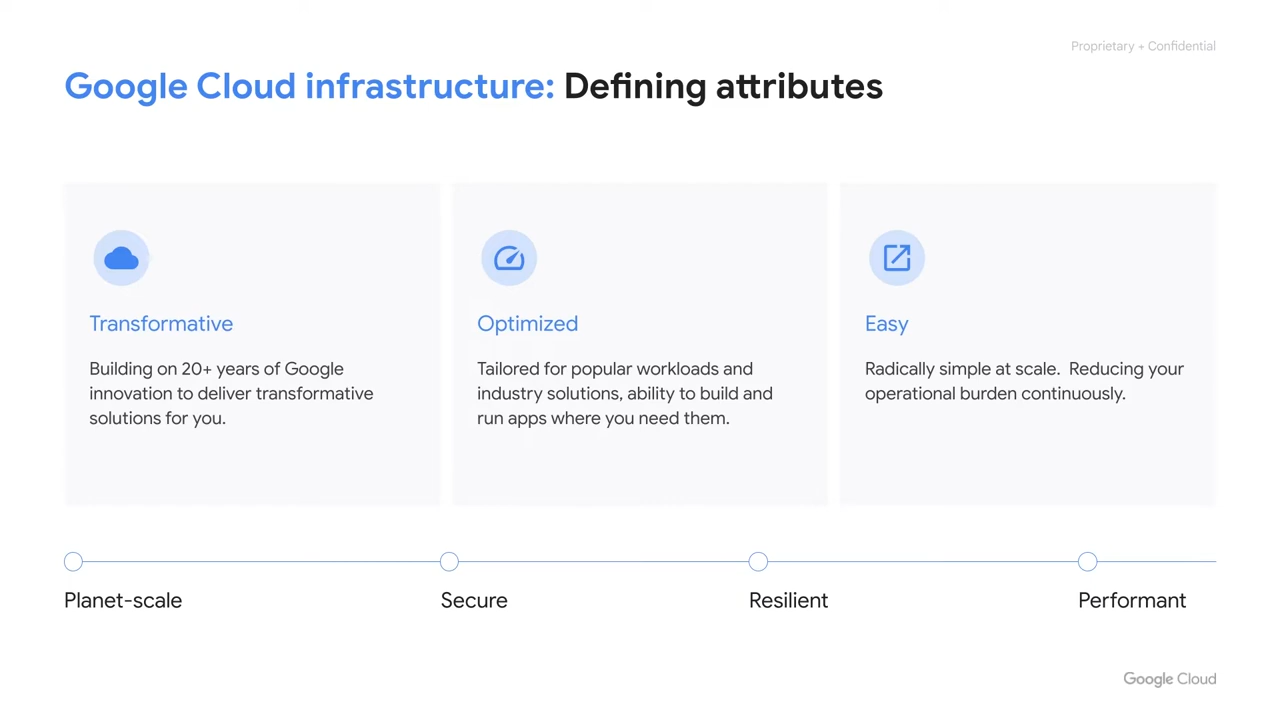 Proprietary + Confidential
Google Cloud infrastructure: Defining attributes
Transformative
Building on 20+ years of Google
innovation to deliver transformative
solutions for you.
Optimized
Tailored for popular workloads and
industry solutions, ability to build and
run apps where you need them.
Easy
Radically simple at scale.  Reducing your
operational burden continuously.
Planet-scale
Secure
Resilient
Performant
Google Cloud